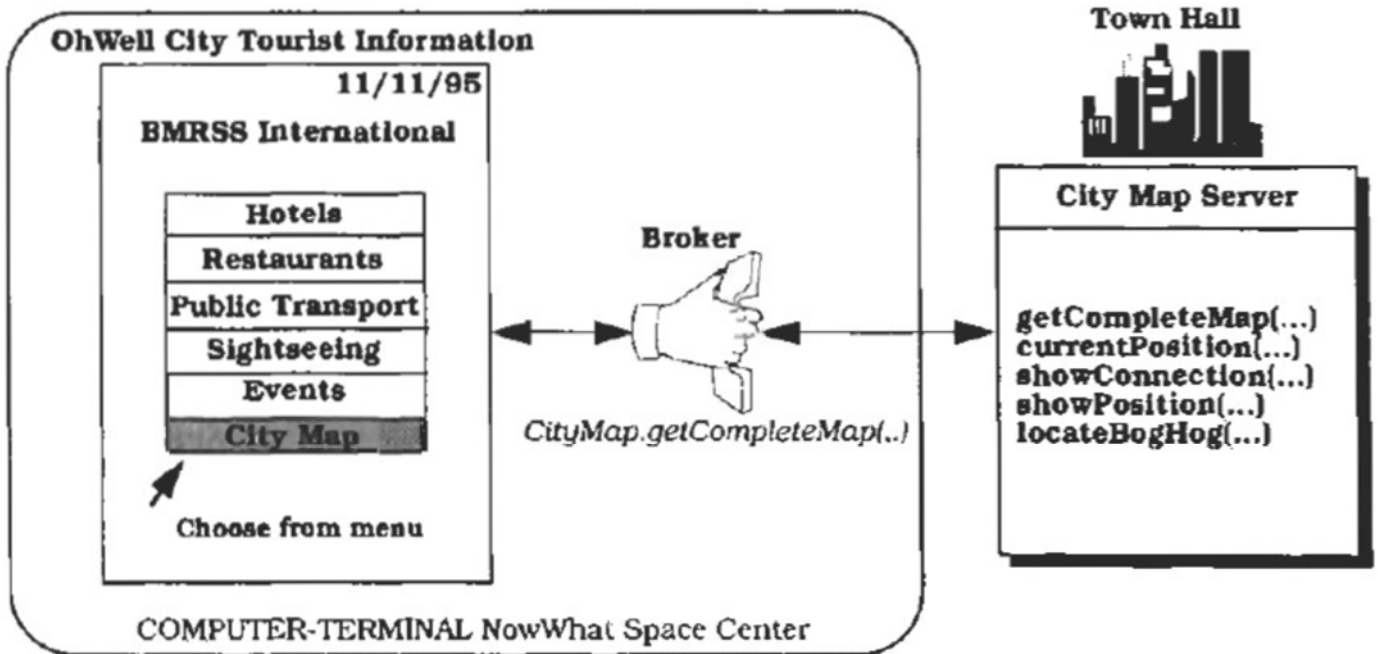 OhWell City Tourist Information
11/11/95
BMRSS International
Hotels
Restaurants
Public Transport
Sightseeing
Events
City Map
Choose from menu
COMPUTER-TERMINAL NowWhat Space Center
Broker
CityMap.getCompleteMap(..)
Town Hall
City Map Server
getCompleteMap(...)
currentPosition(...)
showConnection(...)
showPosition(...)
locateBogHog(...)